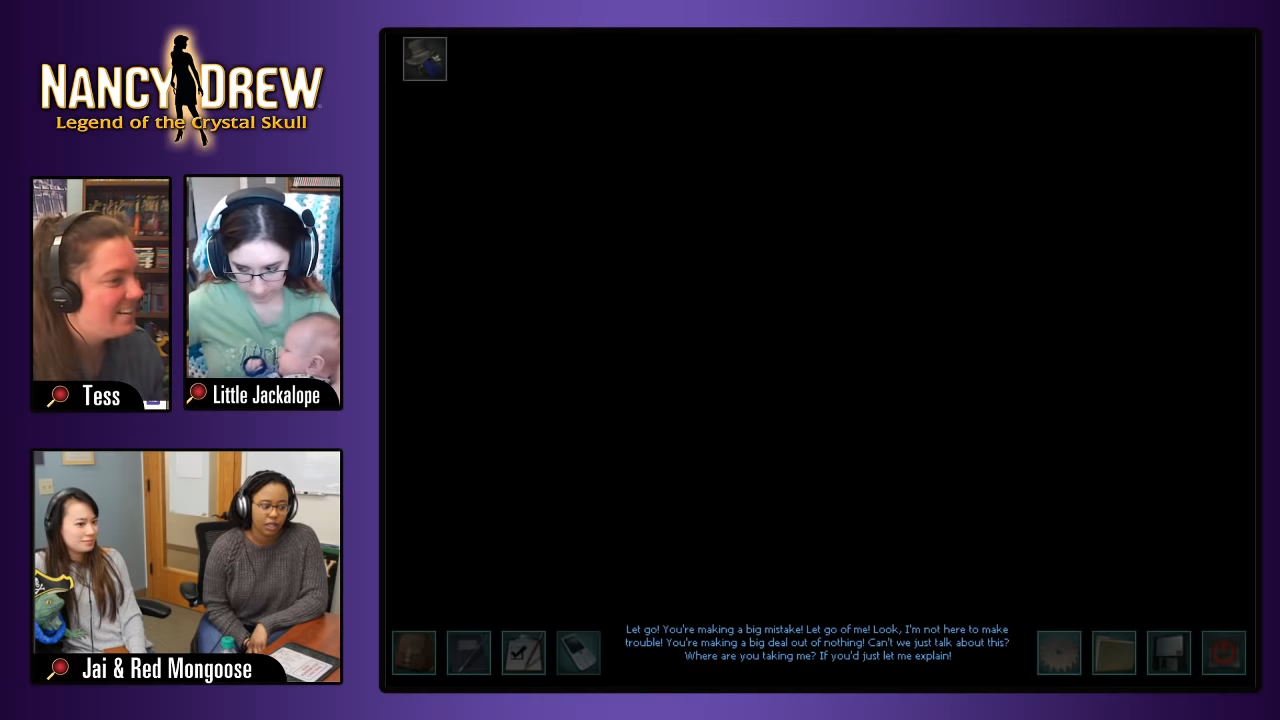 NANCY DREW
Legend of the Crystal Skull
Tess
Little Jackalope
Jai & Red Mongoose
Let go! You're making a big mistake! Let go of me! Look, I'm not here to make
trouble! You're making a big deal out of nothing! Can't we just talk about this?
Where are you taking me? If you'd just let me explain!